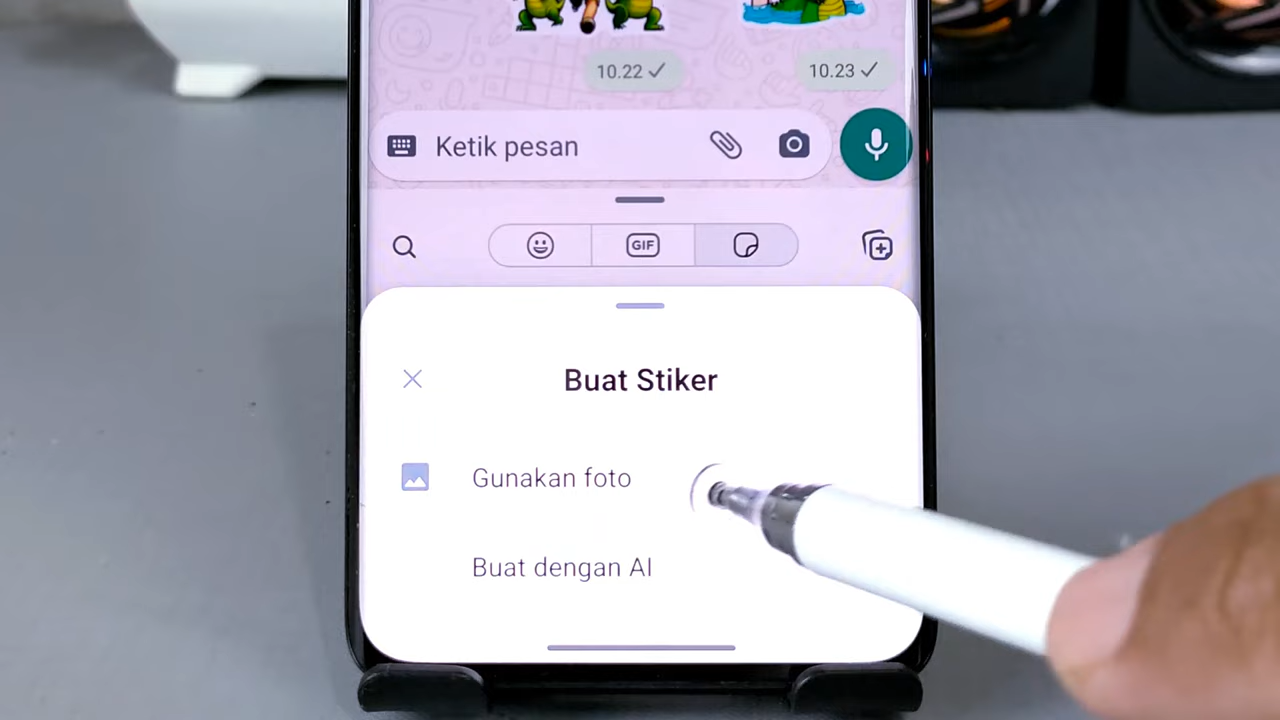 10.22
10.23
Ketik pesan
GIF
Buat Stiker
Gunakan foto
Buat dengan AI